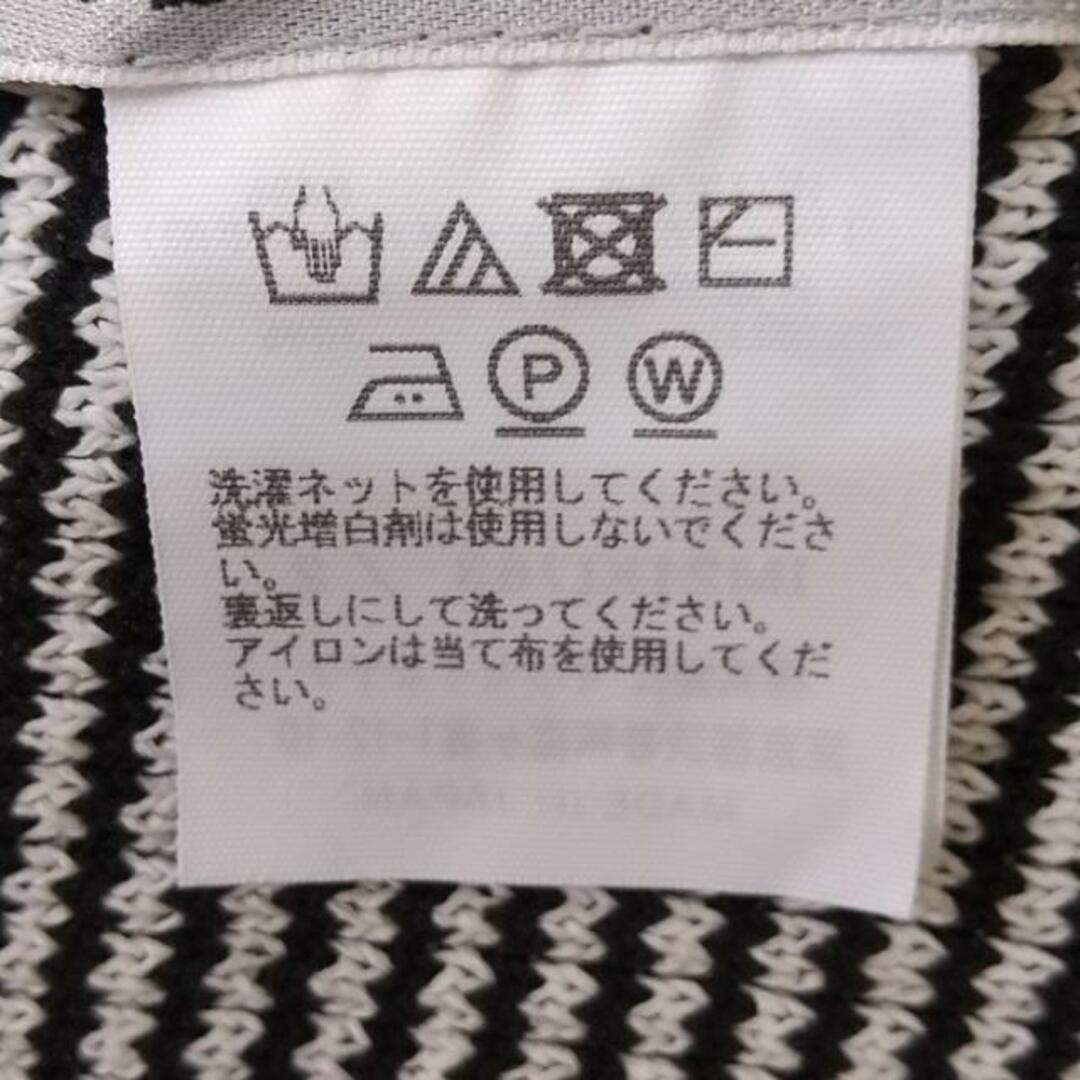 P W
洗濯ネットを使用してください。
蛍光増白剤は使用しないでくださ
い。
裏返しにして洗ってください。
アイロンは当て布を使用してくだ
さい。
MADE IN JAPAN